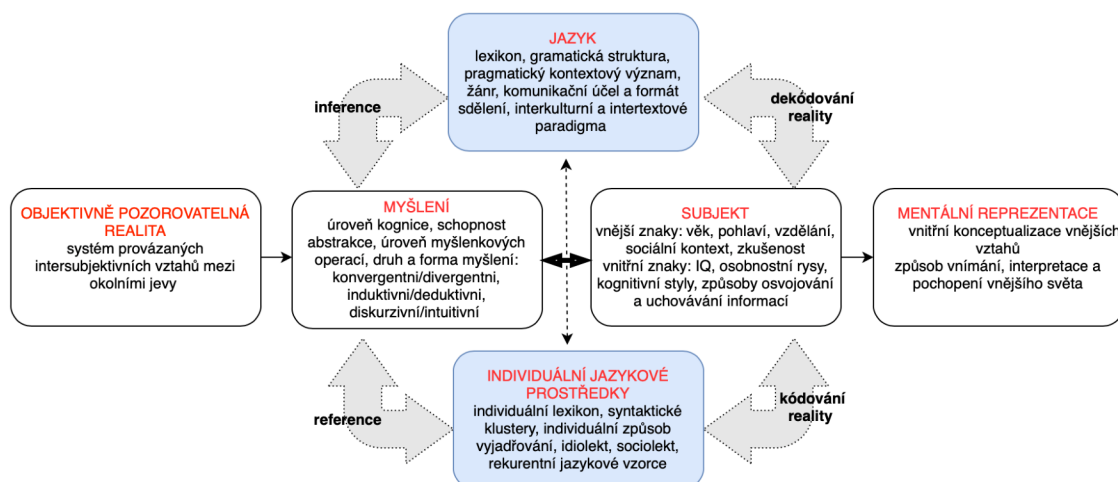 JAZYK
lexikon, gramatická struktura,
pragmatický kontextový význam,
žánr, komunikační účel a formát
sdělení, interkulturní a intertextové
paradigma
inference
dekódování
reality
OBJEKTIVNĚ POZOROVATELNÁ
REALITA
systém provázaných
intersubjektivních vztahů mezi
okolními jevy
MYŠLENÍ
úroveň kognice, schopnost
abstrakce, úroveň myšlenkových
operací, druh a forma myšlení:
konvergentni/divergentni,
induktivni/deduktivni,
diskurzivní/intuitivní
SUBJEKT
vnější znaky: věk, pohlaví, vzdělání,
sociální kontext, zkušenost
vnitřní znaky: IQ, osobnostní rysy,
kognitivní styly, způsoby osvojování
a uchovávání informací
MENTÁLNÍ REPREZENTACE
vnitřní konceptualizace vnějších
vztahů
způsob vnímání, interpretace a
pochopení vnějšího světa
INDIVIDUÁLNÍ JAZYKOVÉ
PROSTŘEDKY
individuální lexikon, syntaktické
klustery, individuální způsob
vyjadřování, idiolekt, sociolekt,
rekurentní jazykové vzorce
reference
kódování
reality